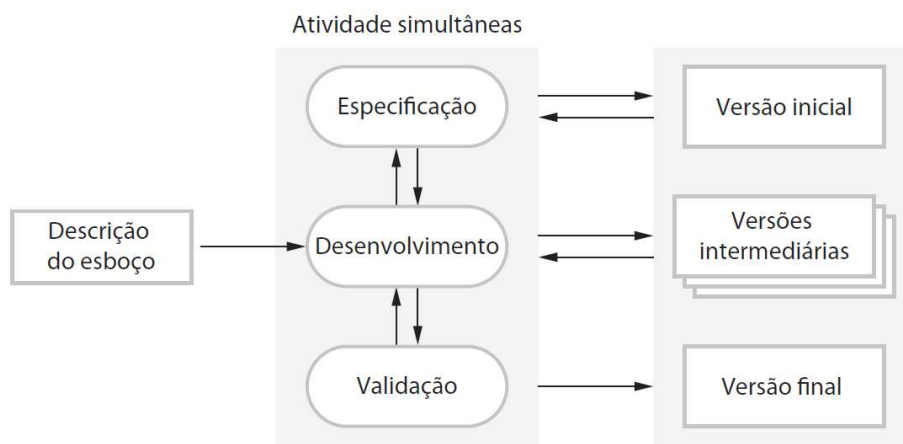 Atividade simultâneas
Especificação
Versão inicial
Descrição
do esboço
Desenvolvimento
Versões
intermediárias
Validação
Versão final